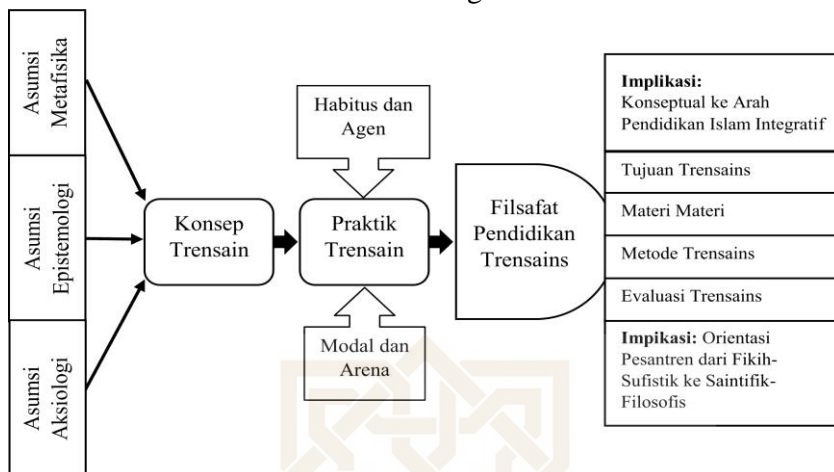 Asumsi
Metafisika
Asumsi
Epistemologi
Asumsi
Aksiologi
Konsep
Trensain
Habitus dan
Agen
Praktik
Trensain
Modal dan
Arena
Filsafat
Pendidikan
Trensains
Implikasi:
Konseptual ke Arah
Pendidikan Islam Integratif
Tujuan Trensains
Materi Materi
Metode Trensains
Evaluasi Trensains
Impikasi: Orientasi
Pesantren dari Fikih-
Sufistik ke Saintifik-
Filosofis